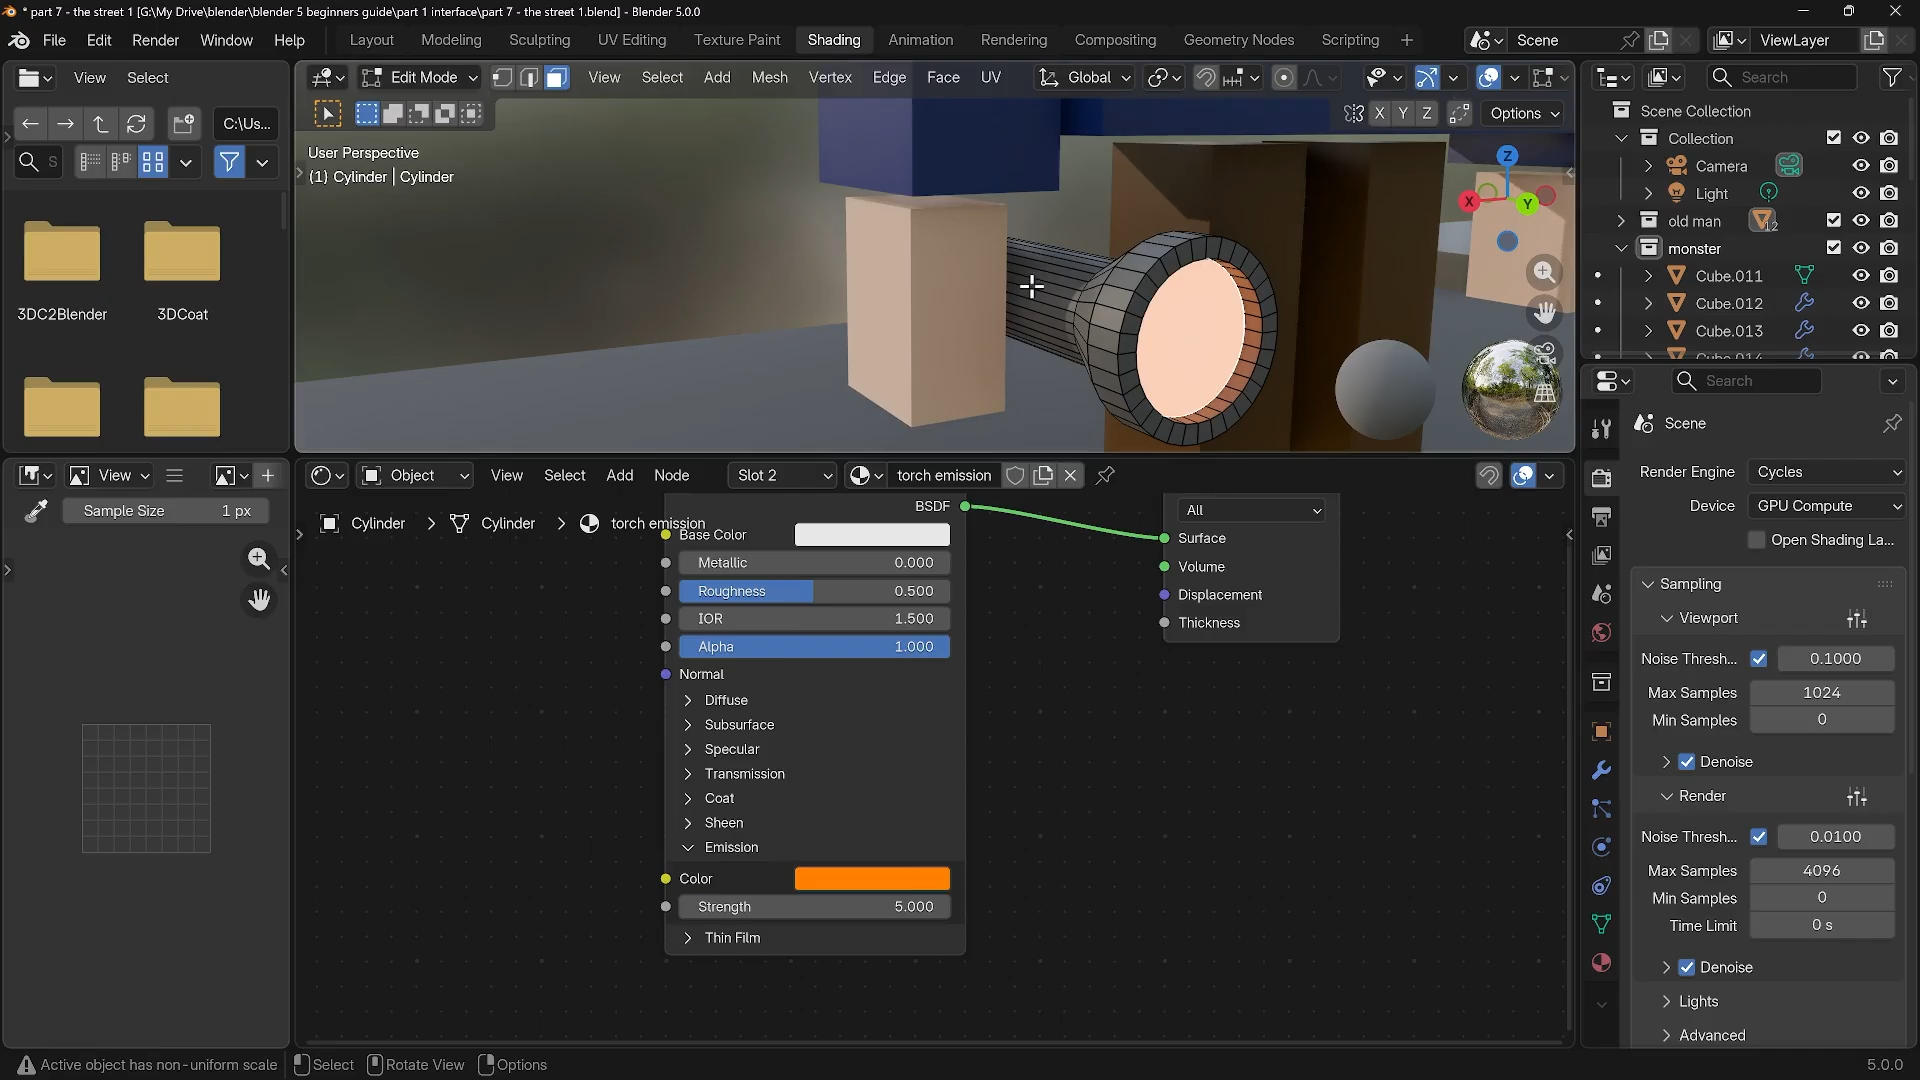 * part 7 - the street 1 [G:\My Drive\blender\blender 5 beginners guide\part 1 interface\part 7 - the street 1.blend] - Blender 5.0.0
File Edit Render Window Help Layout Modeling Sculpting UV Editing Texture Paint Shading Animation Rendering Compositing Geometry Nodes Scripting + Scene ViewLayer
View Select Edit Mode View Select Add Mesh Vertex Edge Face UV Global Search
C:\Us... X Y Z Options
S
User Perspective
(1) Cylinder | Cylinder
3DC2Blender 3DCoat
Z
X
Y
Scene Collection
Collection
Camera
Light
old man 12
monster
Cube.011
Cube.012
Cube.013
Search
Scene
Render Engine Cycles
Device GPU Compute
Open Shading La...
Sampling
Viewport
Noise Thresh... 0.1000
Max Samples 1024
Min Samples 0
Denoise
Render
Noise Thresh... 0.0100
Max Samples 4096
Min Samples 0
Time Limit 0 s
Denoise
Lights
Advanced
View +
Sample Size 1 px
Object View Select Add Node Slot 2 torch emission
Cylinder > Cylinder > torch emission
BSDF
Base Color
Metallic 0.000
Roughness 0.500
IOR 1.500
Alpha 1.000
Normal
Diffuse
Subsurface
Specular
Transmission
Coat
Sheen
Emission
Color
Strength 5.000
Thin Film
All
Surface
Volume
Displacement
Thickness
Active object has non-uniform scale Select Rotate View Options 5.0.0